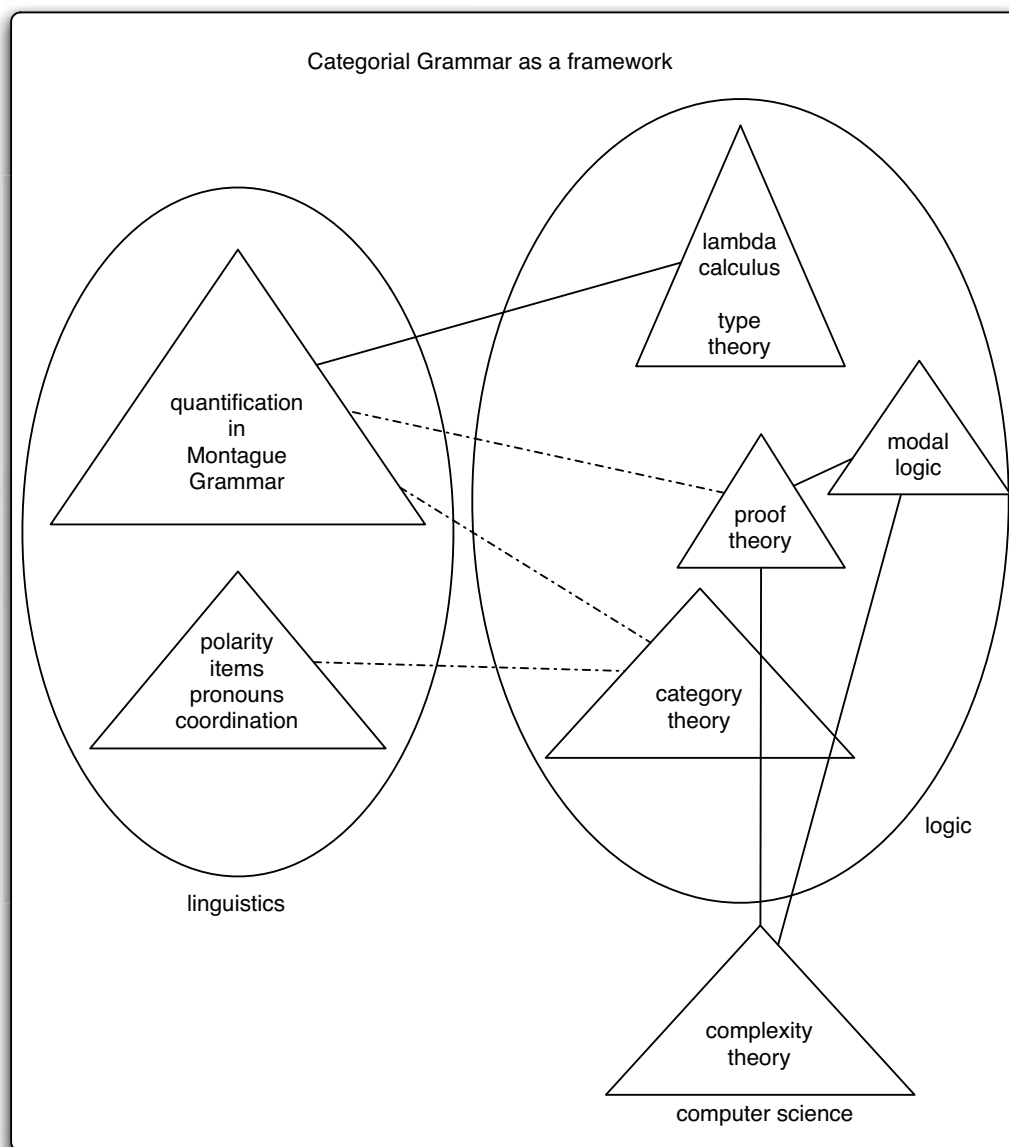 Categorial Grammar as a framework
quantification
in
Montague
Grammar
polarity
items
pronouns
coordination
linguistics
lambda
calculus
type
theory
modal
logic
proof
theory
category
theory
logic
complexity
theory
computer science